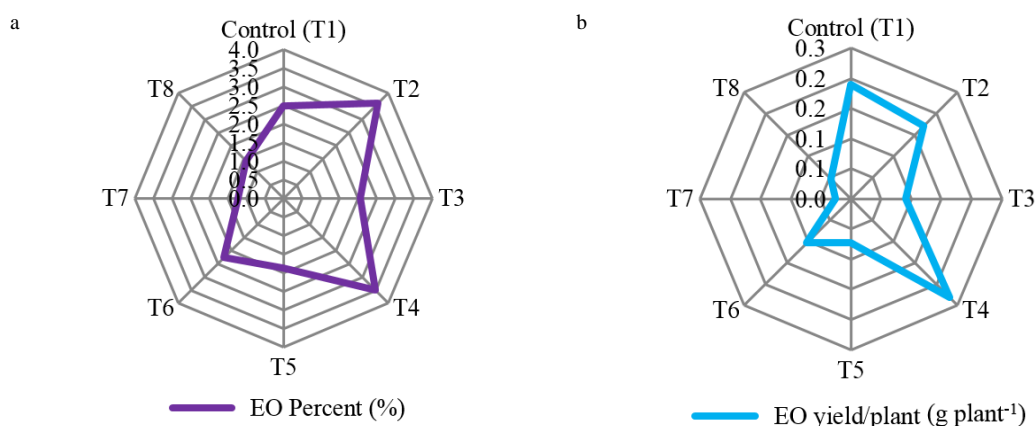 a
Control (T1)
4.0
3.5
3.0
2.5
2.0
1.5
1.0
0.5
0.0
T2
T3
T4
T5
T6
T7
T8
EO Percent (%)
b
Control (T1)
0.3
0.2
0.2
0.1
0.1
0.0
T2
T3
T4
T5
T6
T7
T8
EO yield/plant (g plant⁻¹)